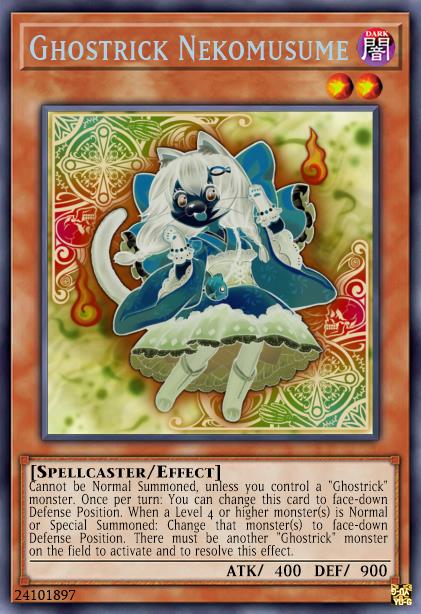 Ghostrick Nekomusume
DARK
闇
[Spellcaster/Effect]
Cannot be Normal Summoned, unless you control a "Ghostrick"
monster. Once per turn: You can change this card to face-down
Defense Position. When a Level 4 or higher monster(s) is Normal
or Special Summoned: Change that monster(s) to face-down
Defense Position. There must be another "Ghostrick" monster
on the field to activate and to resolve this effect.
ATK/ 400 DEF/ 900
24101897